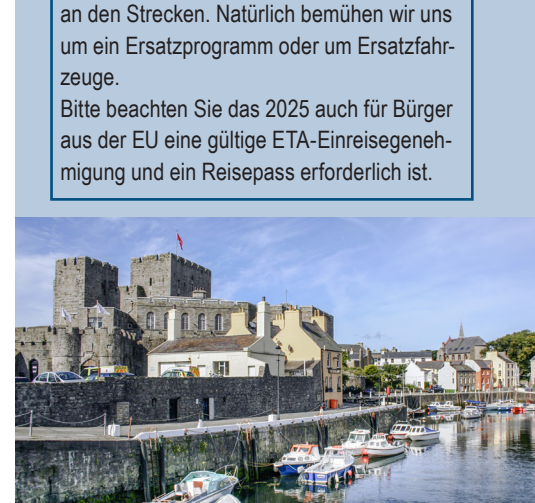 an den Strecken. Natürlich bemühen wir uns
um ein Ersatzprogramm oder um Ersatzfahr-
zeuge.
Bitte beachten Sie das 2025 auch für Bürger
aus der EU eine gültige ETA-Einreisegeneh-
migung und ein Reisepass erforderlich ist.